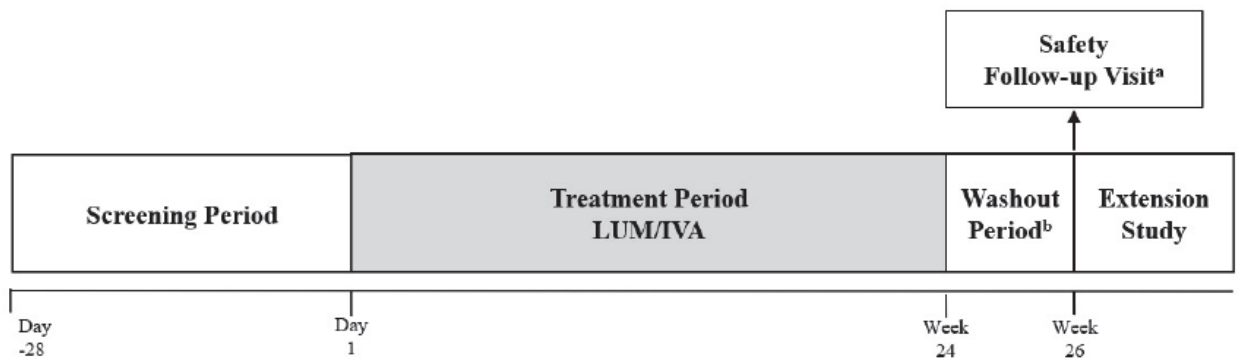 Safety
Follow-up Visitᵃ
Screening Period
Treatment Period
LUM/IVA
Washout
Periodᵇ
Extension
Study
Day
-28
Day
1
Week
24
Week
26